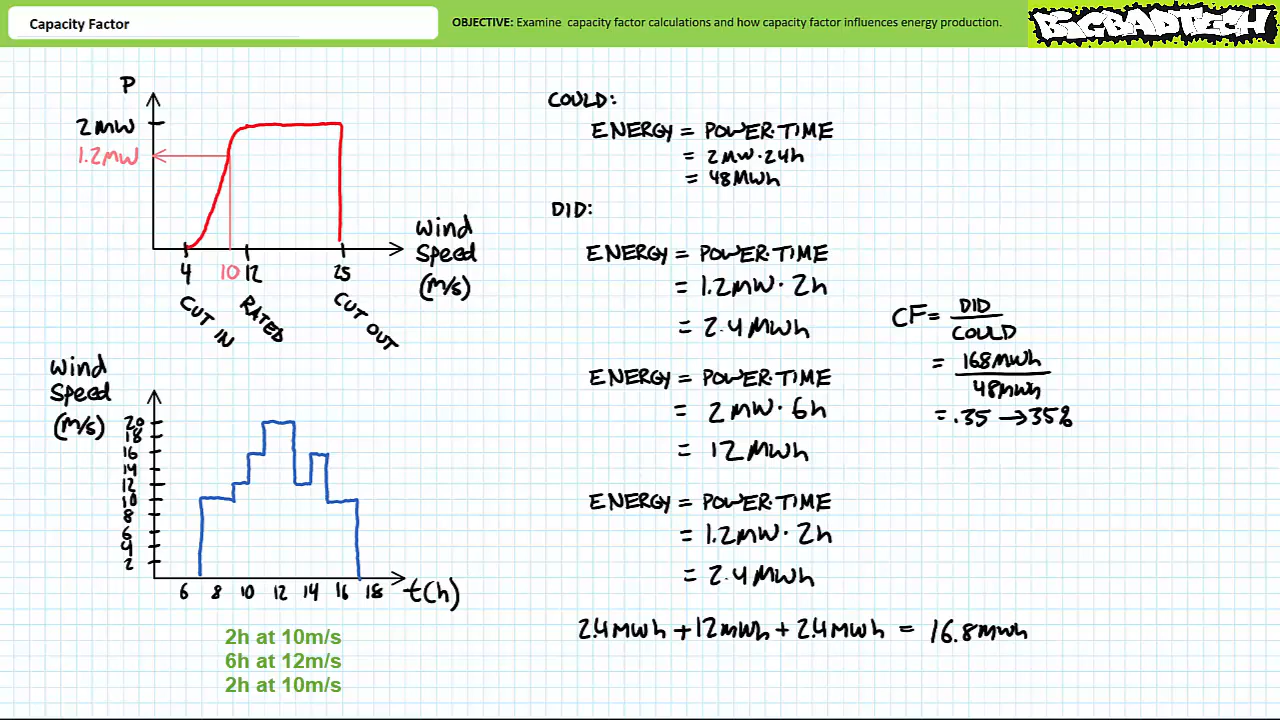 Capacity Factor
OBJECTIVE: Examine capacity factor calculations and how capacity factor influences energy production.
BIGBADTECH
P
2 MW
1.2MW
Wind
Speed
(m/s)
4
10
12
25
CUT IN
RATED
CUT OUT
Wind
Speed
(m/s)
20
18
16
14
12
10
8
6
4
2
6 8 10 12 14 16 18
t(h)
2h at 10m/s
6h at 12m/s
2h at 10m/s
COULD:
ENERGY = POWER·TIME
= 2MW·24h
= 48MWh
DID:
ENERGY = POWER·TIME
= 1.2MW·2h
= 2.4MWh
ENERGY = POWER·TIME
= 2MW·6h
= 12MWh
ENERGY = POWER·TIME
= 1.2MW·2h
= 2.4MWh
2.4MWh + 12MWh + 2.4MWh = 16.8MWh
CF = DID
COULD
= 168MWh
48MWh
= .35 → 35%